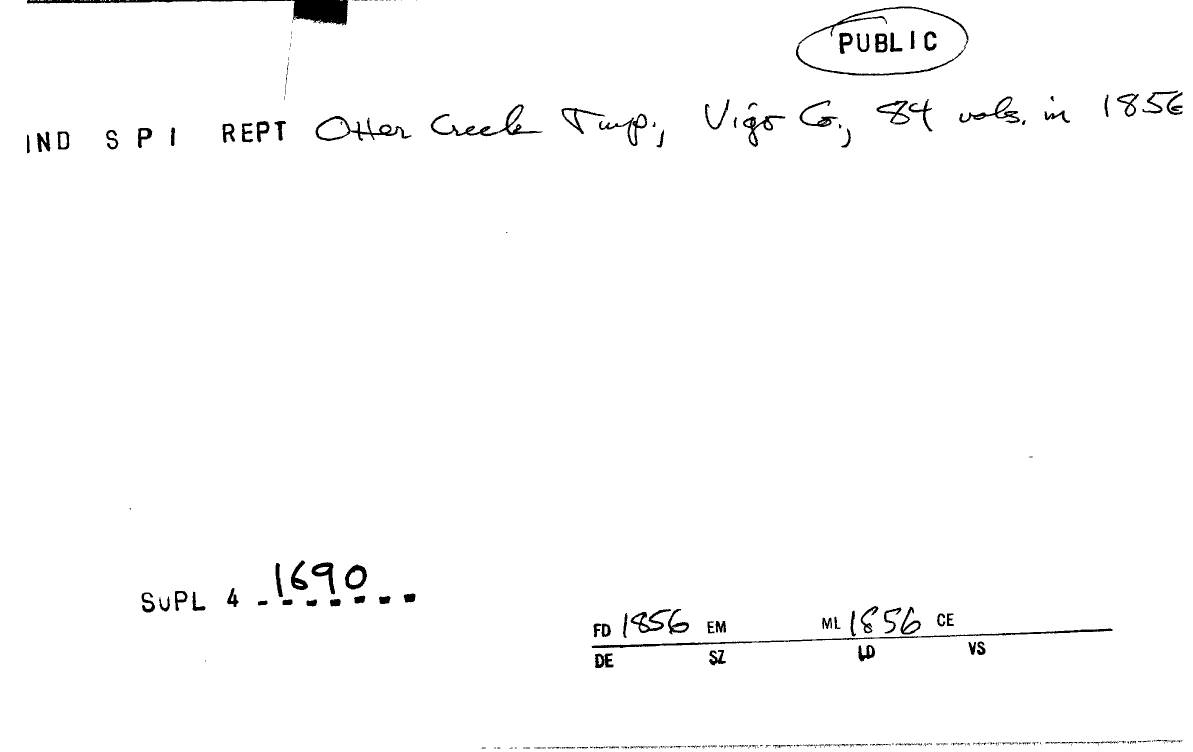 PUBLIC
IND S P I REPT Otter Creek Twp., Vigo Co., 84 vols. in 1856
SuPL 4 1690
FD 1856 EM ML 1856 CE
DE SZ LD VS